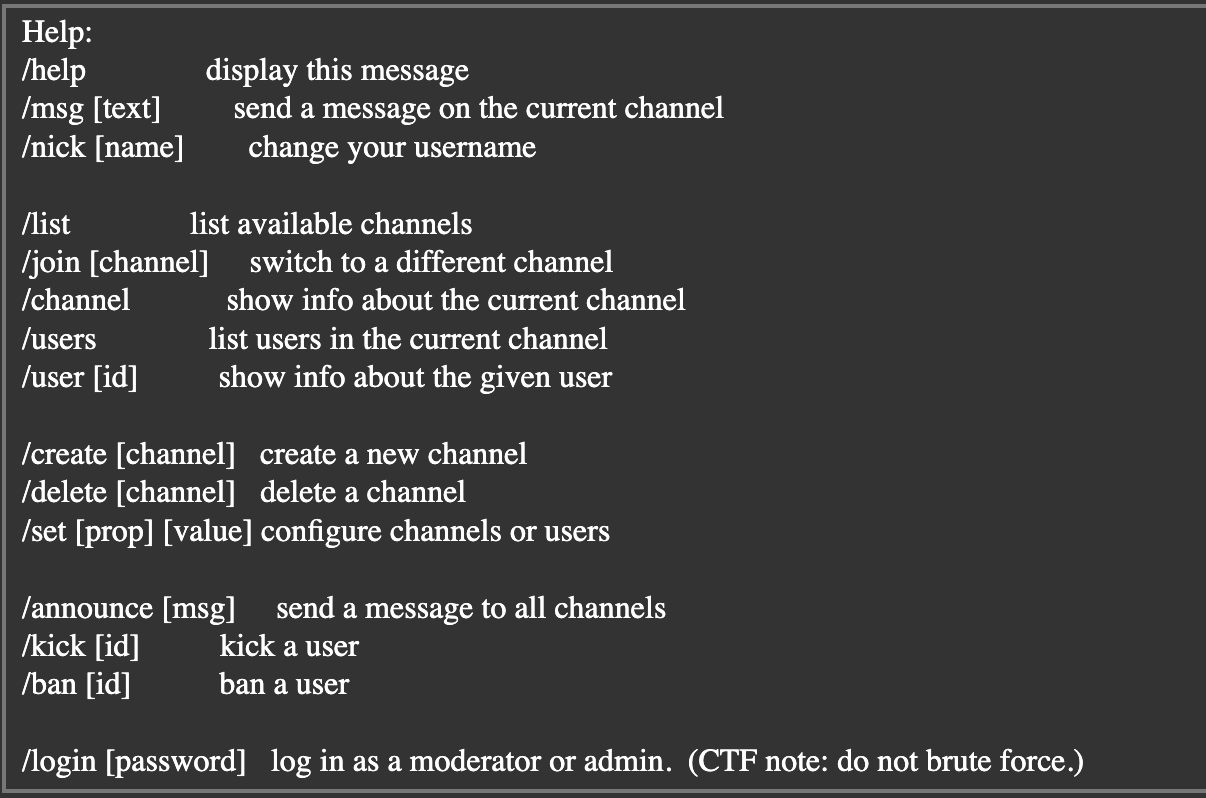 Help:
/help display this message
/msg [text] send a message on the current channel
/nick [name] change your username
/list list available channels
/join [channel] switch to a different channel
/channel show info about the current channel
/users list users in the current channel
/user [id] show info about the given user
/create [channel] create a new channel
/delete [channel] delete a channel
/set [prop] [value] configure channels or users
/announce [msg] send a message to all channels
/kick [id] kick a user
/ban [id] ban a user
/login [password] log in as a moderator or admin. (CTF note: do not brute force.)